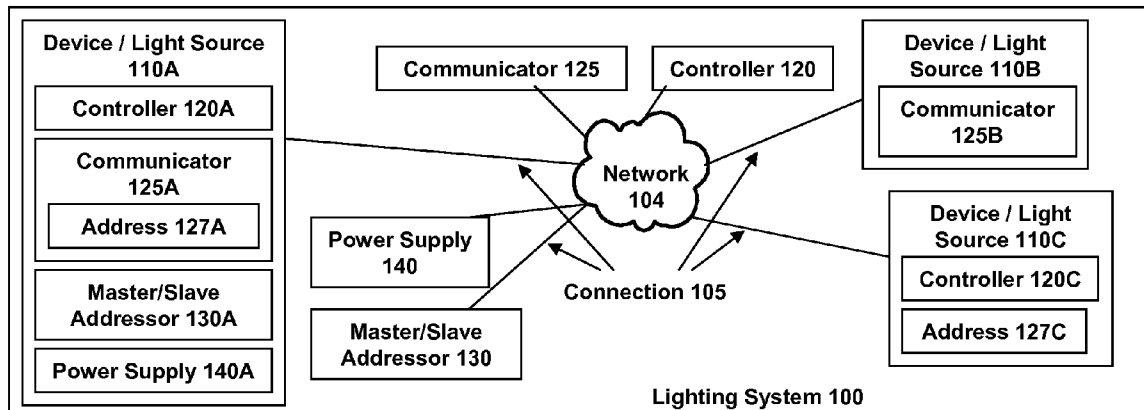 Device / Light Source
110A
Controller 120A
Communicator
125A
Address 127A
Master/Slave
Addressor 130A
Power Supply 140A
Communicator 125
Controller 120
Network
104
Power Supply
140
Master/Slave
Addressor 130
Connection 105
Device / Light
Source 110B
Communicator
125B
Device / Light
Source 110C
Controller 120C
Address 127C
Lighting System 100